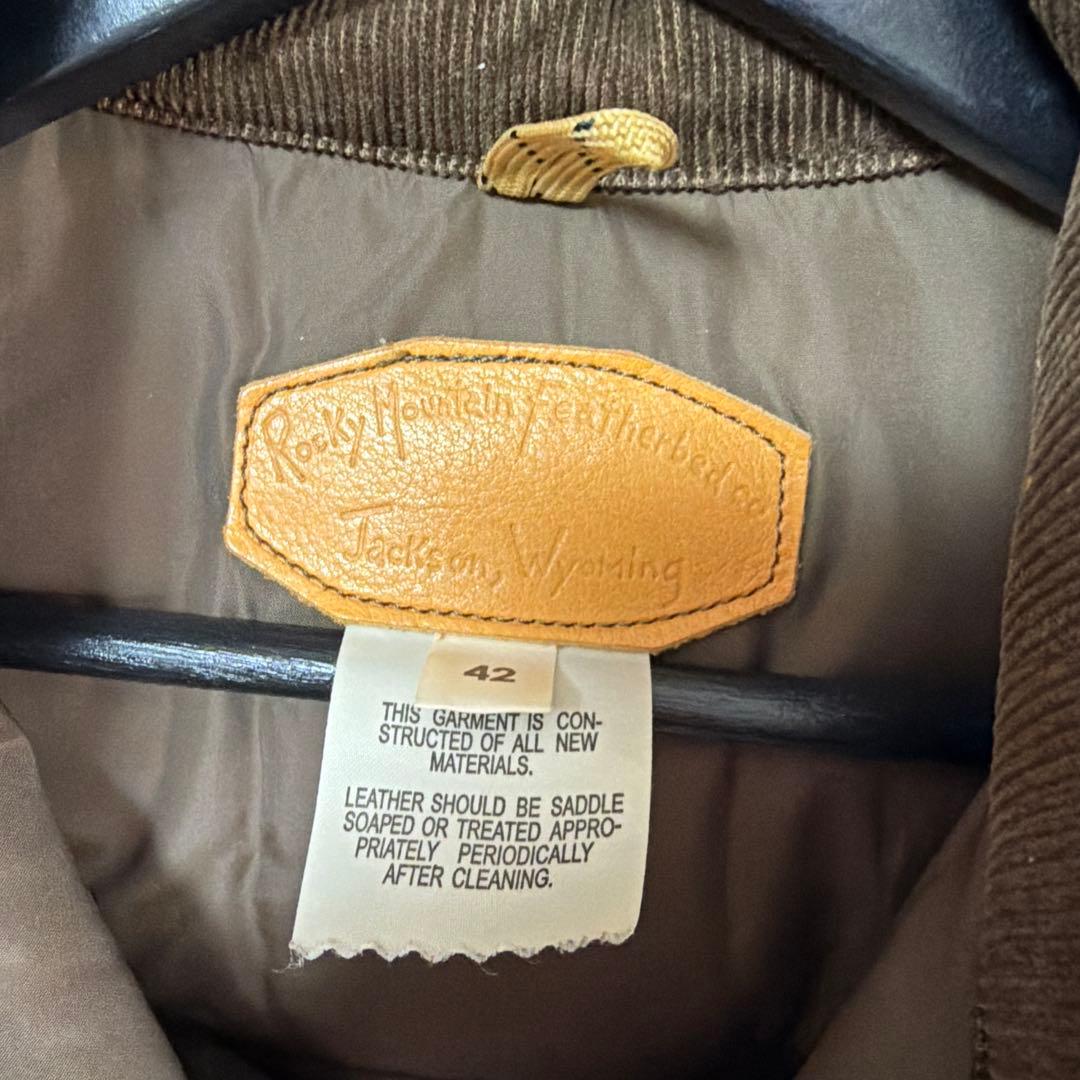 Rocky Mountain Featherbed co
Jackson, Wyoming
42
THIS GARMENT IS CON-
STRUCTED OF ALL NEW
MATERIALS.
LEATHER SHOULD BE SADDLE
SOAPED OR TREATED APPRO-
PRIATELY PERIODICALLY
AFTER CLEANING.